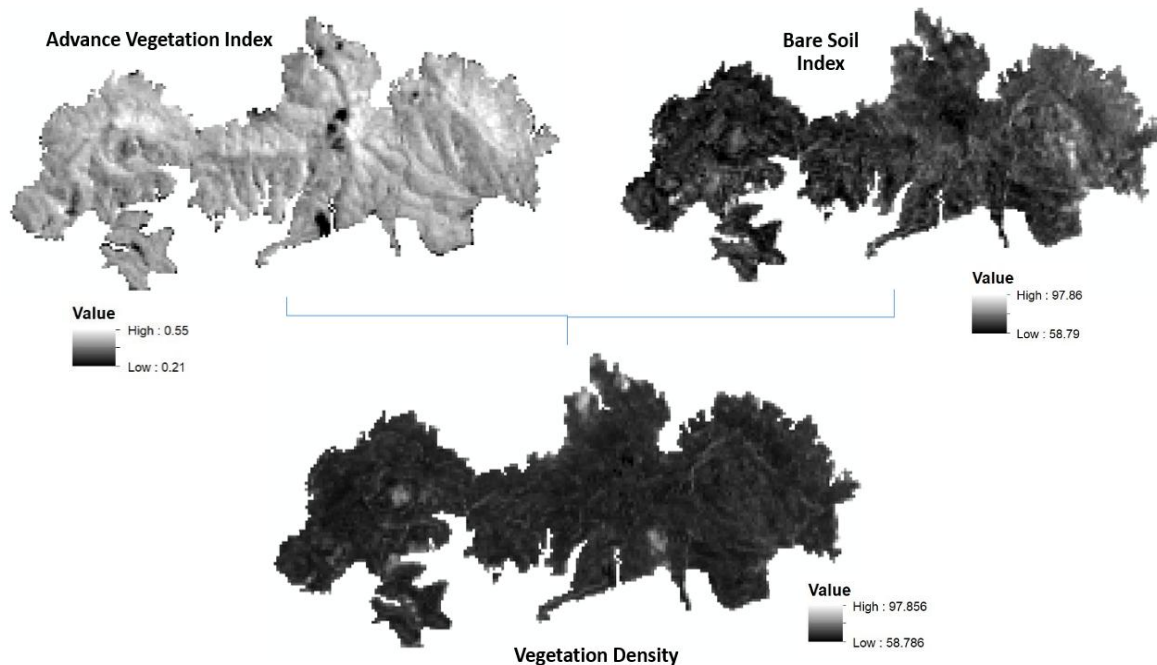 Advance Vegetation Index
Bare Soil
Index
Value
High : 0.55
Low : 0.21
Value
High : 97.86
Low : 58.79
Value
High : 97.856
Low : 58.786
Vegetation Density